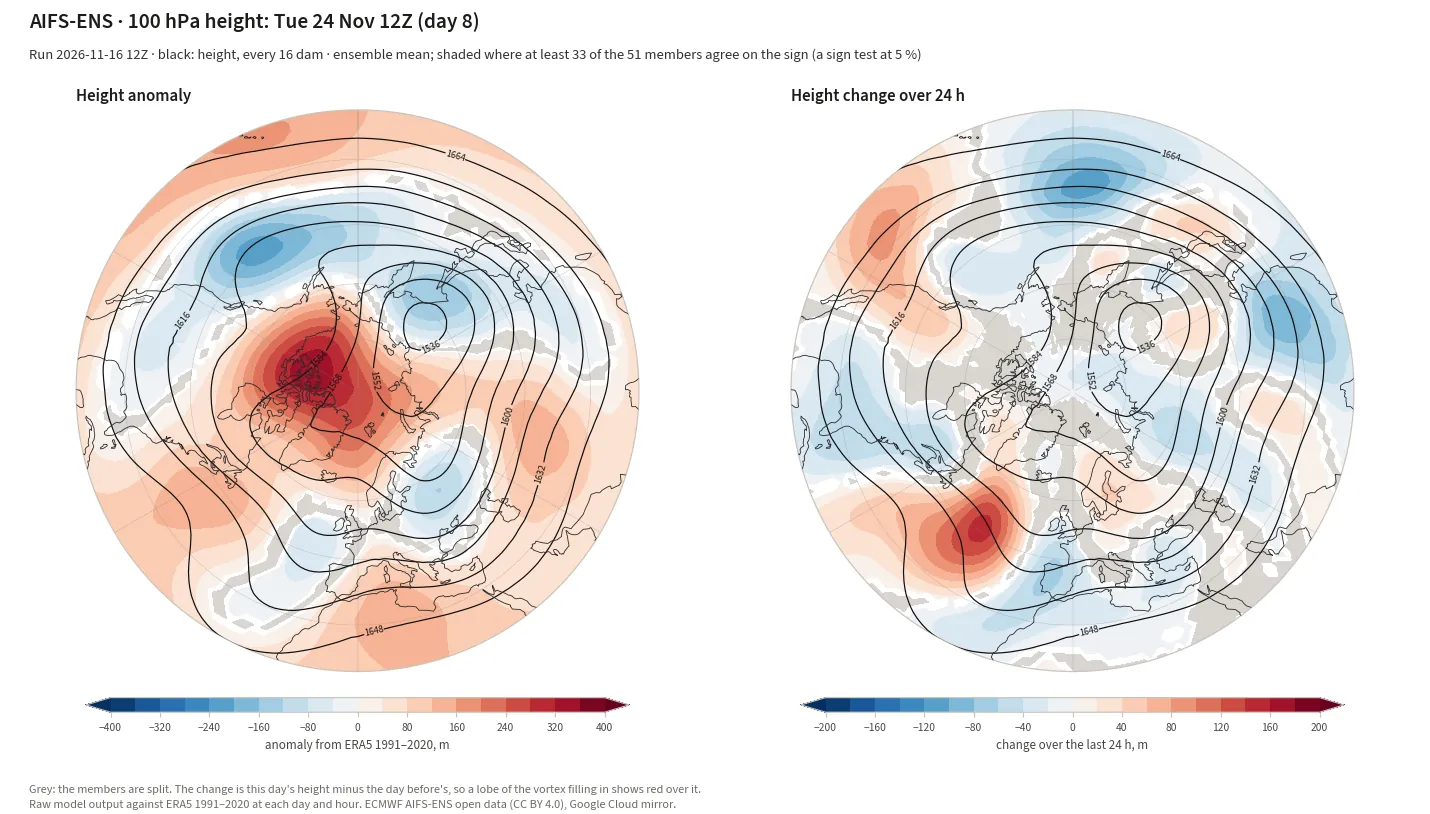 AIFS-ENS · 100 hPa height: Tue 24 Nov 12Z (day 8)
Run 2026-11-16 12Z · black: height, every 16 dam · ensemble mean; shaded where at least 33 of the 51 members agree on the sign (a sign test at 5 %)
Height anomaly
Height change over 24 h
1664
1616
1584
1568
1552
1536
1600
1632
1648
1664
1616
1584
1568
1552
1536
1600
1632
1648
−400 −320 −240 −160 −80 0 80 160 240 320 400
anomaly from ERA5 1991–2020, m
−200 −160 −120 −80 −40 0 40 80 120 160 200
change over the last 24 h, m
Grey: the members are split. The change is this day's height minus the day before's, so a lobe of the vortex filling in shows red over it.
Raw model output against ERA5 1991–2020 at each day and hour. ECMWF AIFS-ENS open data (CC BY 4.0), Google Cloud mirror.